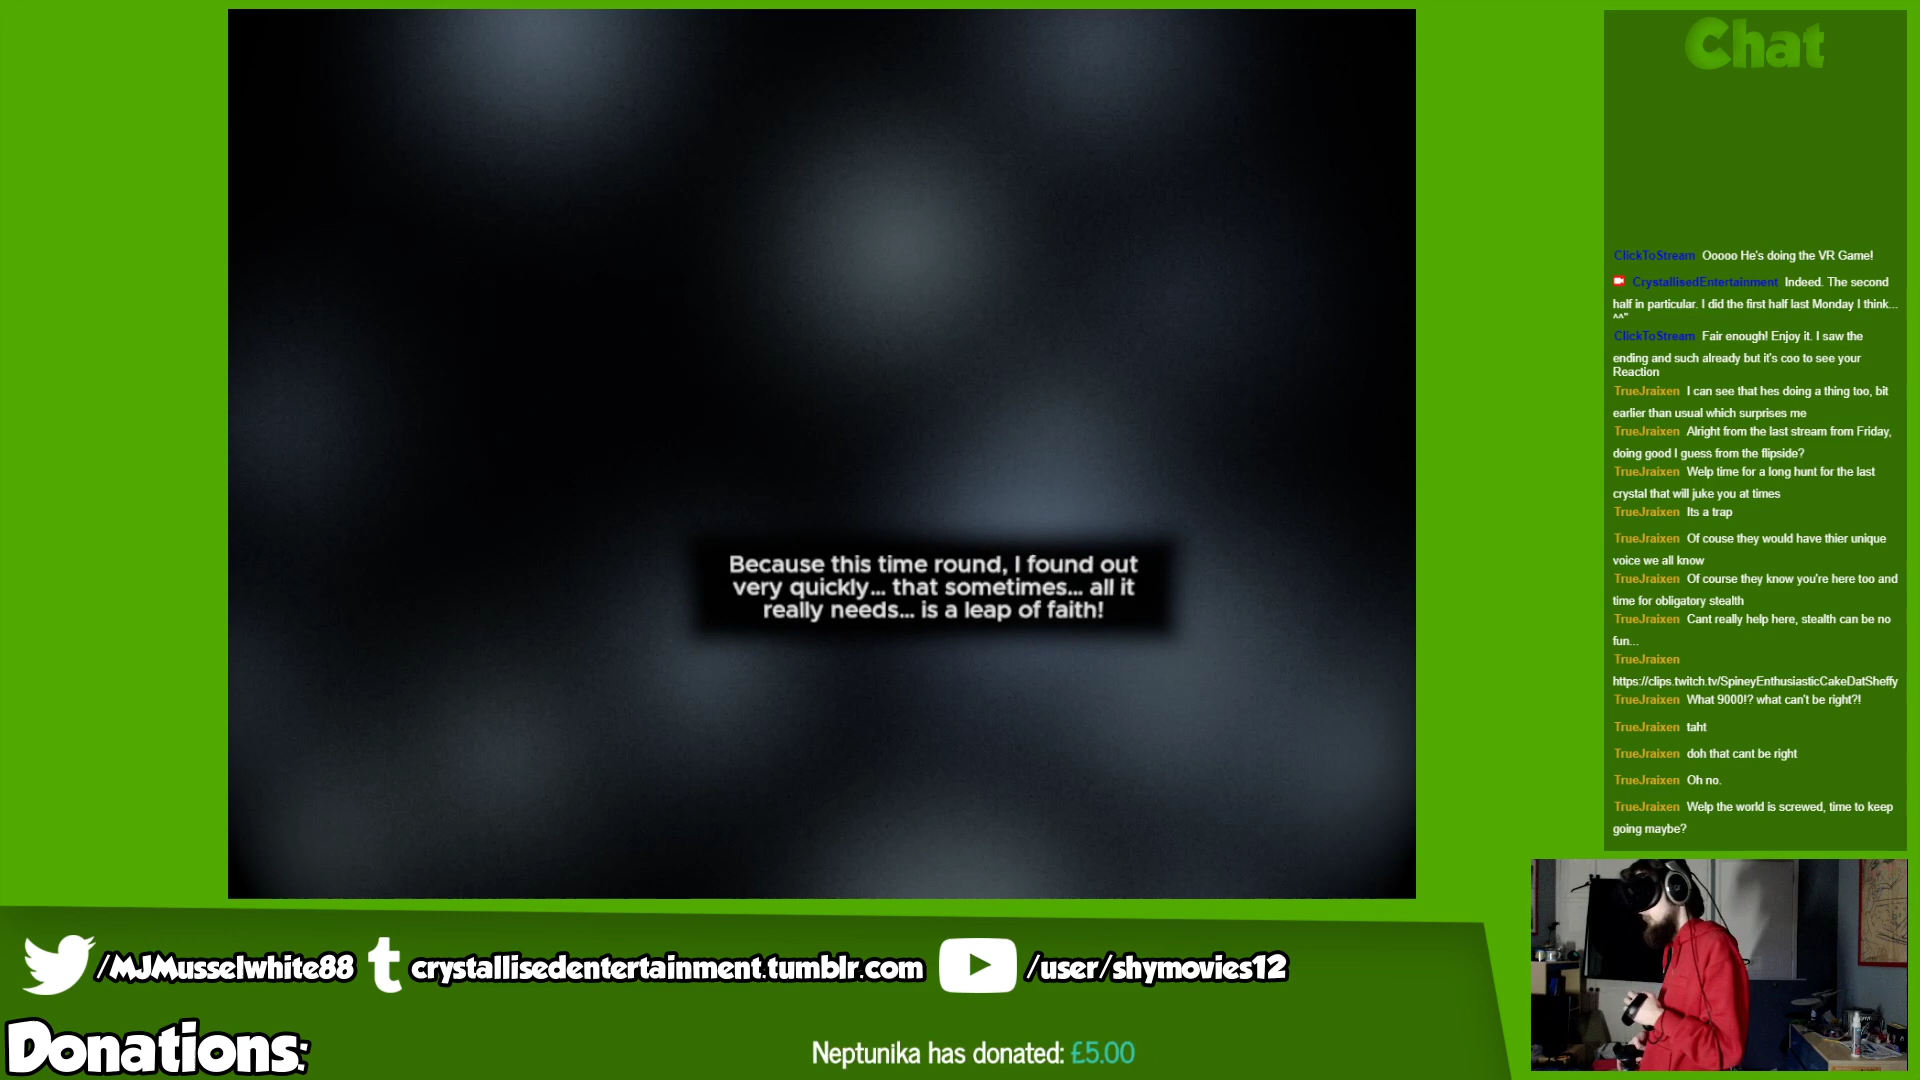 Chat
ClickToStream Ooooo He's doing the VR Game!
CrystallisedEntertainment Indeed. The second
half in particular. I did the first half last Monday I think...
^^"
ClickToStream Fair enough! Enjoy it. I saw the
ending and such already but it's coo to see your
Reaction
TrueJraixen I can see that hes doing a thing too, bit
earlier than usual which surprises me
TrueJraixen Alright from the last stream from Friday,
doing good I guess from the flipside?
TrueJraixen Welp time for a long hunt for the last
crystal that will juke you at times
TrueJraixen Its a trap
TrueJraixen Of couse they would have thier unique
voice we all know
TrueJraixen Of course they know you're here too and
time for obligatory stealth
TrueJraixen Cant really help here, stealth can be no
fun...
TrueJraixen
https://clips.twitch.tv/SpineyEnthusiasticCakeDatSheffy
TrueJraixen What 9000!? what can't be right?!
TrueJraixen taht
TrueJraixen doh that cant be right
TrueJraixen Oh no.
TrueJraixen Welp the world is screwed, time to keep
going maybe?
Because this time round, I found out
very quickly... that sometimes... all it
really needs... is a leap of faith!
/MJMusselwhite88 crystallisedentertainment.tumblr.com /user/shymovies12
Donations:
Neptunika has donated: £5.00